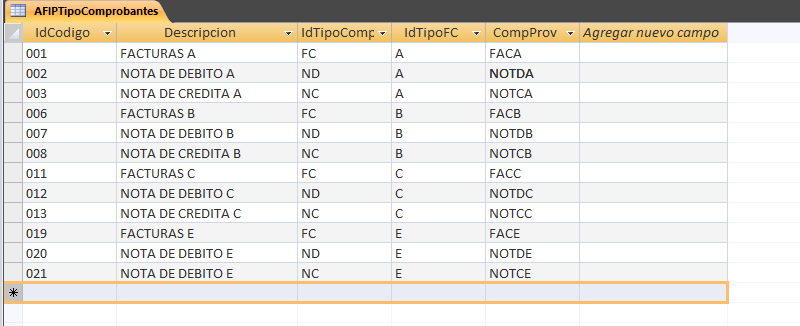 AFIPTipoComprobantes
IdCodigo Descripcion IdTipoComp IdTipoFC CompProv Agregar nuevo campo
001 FACTURAS A FC A FACA
002 NOTA DE DEBITO A ND A NOTDA
003 NOTA DE CREDITA A NC A NOTCA
006 FACTURAS B FC B FACB
007 NOTA DE DEBITO B ND B NOTDB
008 NOTA DE CREDITA B NC B NOTCB
011 FACTURAS C FC C FACC
012 NOTA DE DEBITO C ND C NOTDC
013 NOTA DE CREDITA C NC C NOTCC
019 FACTURAS E FC E FACE
020 NOTA DE DEBITO E ND E NOTDE
021 NOTA DE DEBITO E NC E NOTCE